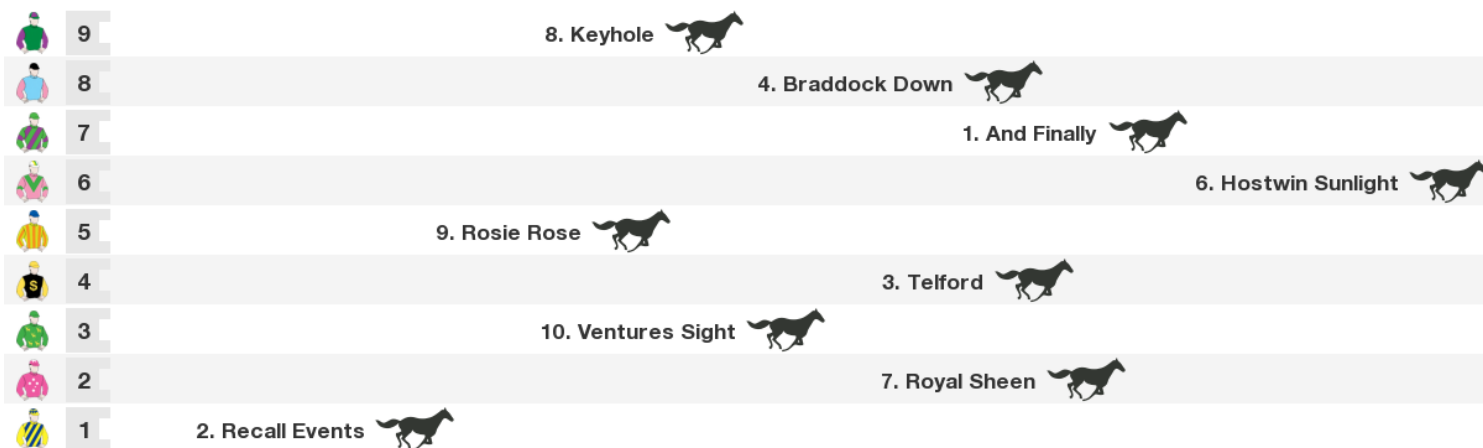 9 8. Keyhole
8 4. Braddock Down
7 1. And Finally
6 6. Hostwin Sunlight
5 9. Rosie Rose
S 4 3. Telford
3 10. Ventures Sight
2 7. Royal Sheen
1 2. Recall Events